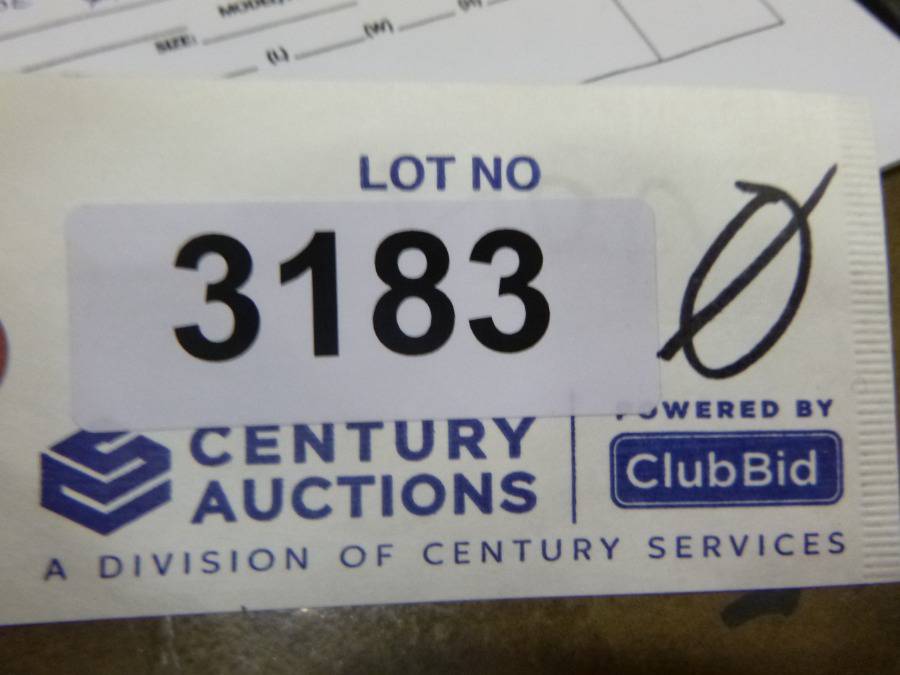 SIZE:
(L) (W) (H)
LOT NO
3183 Ø
CENTURY
AUCTIONS
POWERED BY
ClubBid
A DIVISION OF CENTURY SERVICES